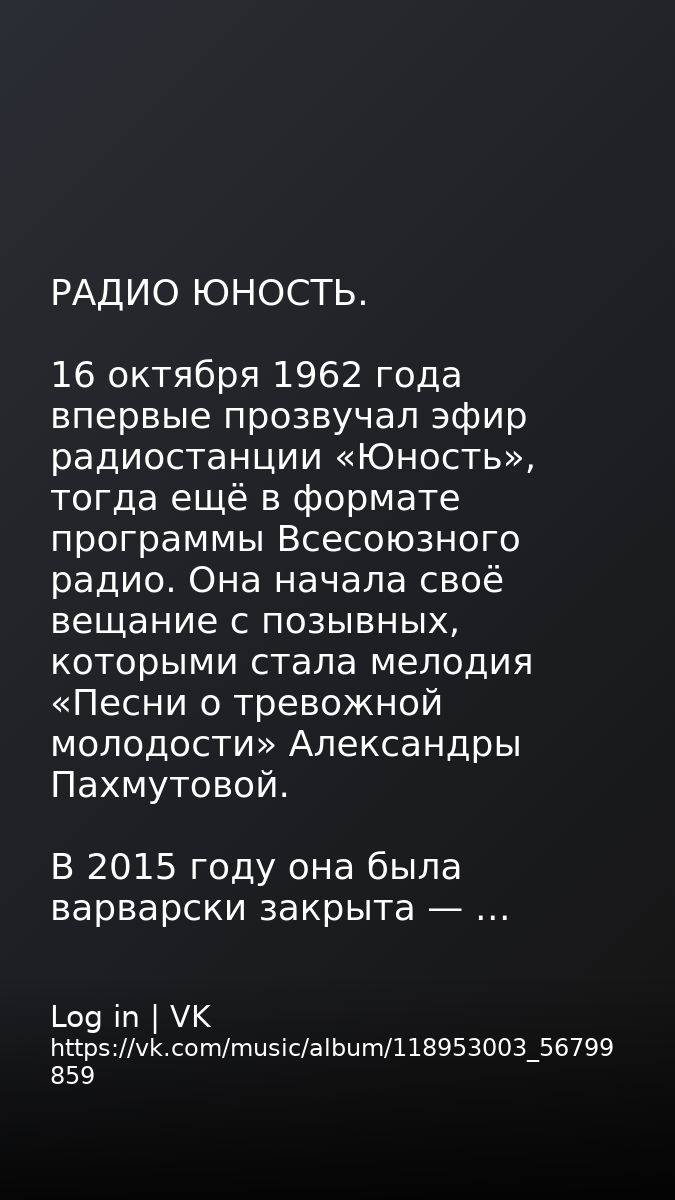 РАДИО ЮНОСТЬ.
16 октября 1962 года
впервые прозвучал эфир
радиостанции «Юность»,
тогда ещё в формате
программы Всесоюзного
радио. Она начала своё
вещание с позывных,
которыми стала мелодия
«Песни о тревожной
молодости» Александры
Пахмутовой.
В 2015 году она была
варварски закрыта — ...
Log in | VK
https://vk.com/music/album/118953003_56799
859